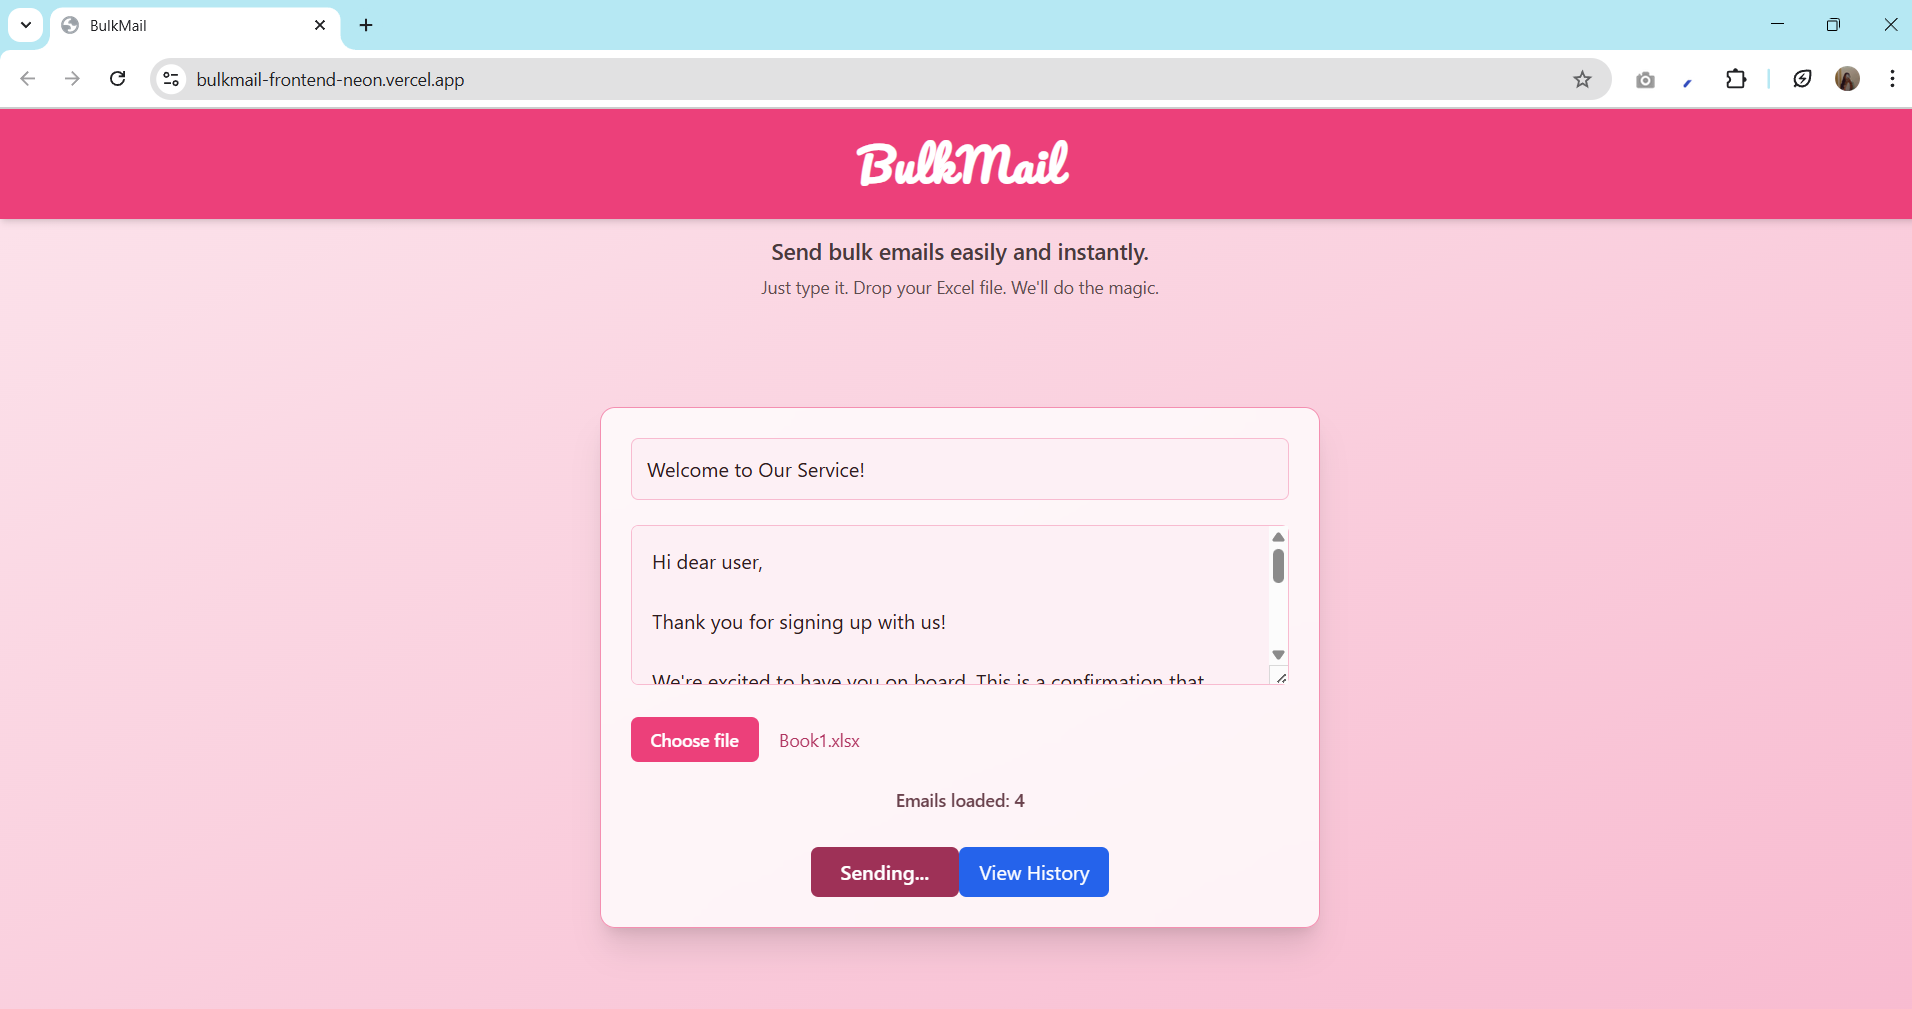 BulkMail
bulkmail-frontend-neon.vercel.app
BulkMail
Send bulk emails easily and instantly.
Just type it. Drop your Excel file. We'll do the magic.
Welcome to Our Service!
Hi dear user,
Thank you for signing up with us!
We're excited to have you on board. This is a confirmation that
Choose file Book1.xlsx
Emails loaded: 4
Sending... View History